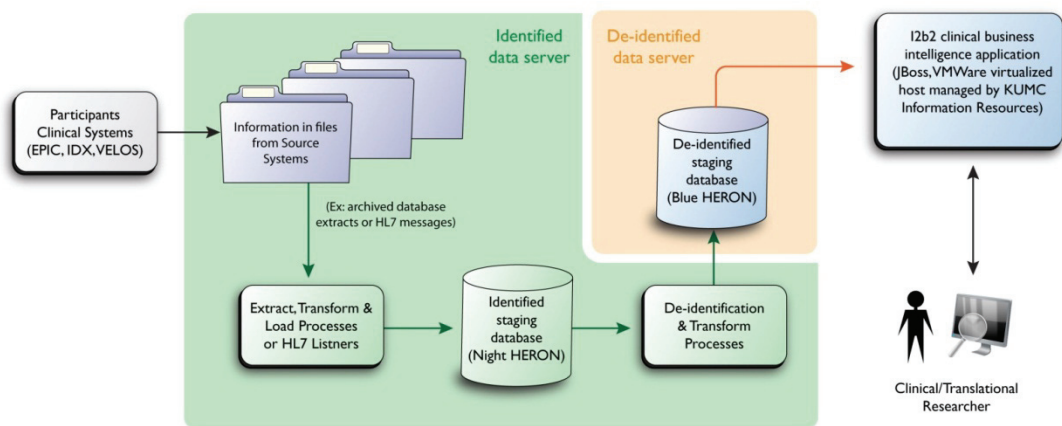 Participants
Clinical Systems
(EPIC, IDX,VELOS)
Identified
data server
Information in files
from Source
Systems
(Ex: archived database
extracts or HL7 messages)
Extract, Transform &
Load Processes
or HL7 Listners
Identified
staging
database
(Night HERON)
De-identification
& Transform
Processes
De-identified
data server
De-identified
staging
database
(Blue HERON)
I2b2 clinical business
intelligence application
(JBoss,VMWare virtualized
host managed by KUMC
Information Resources)
Clinical/Translational
Researcher